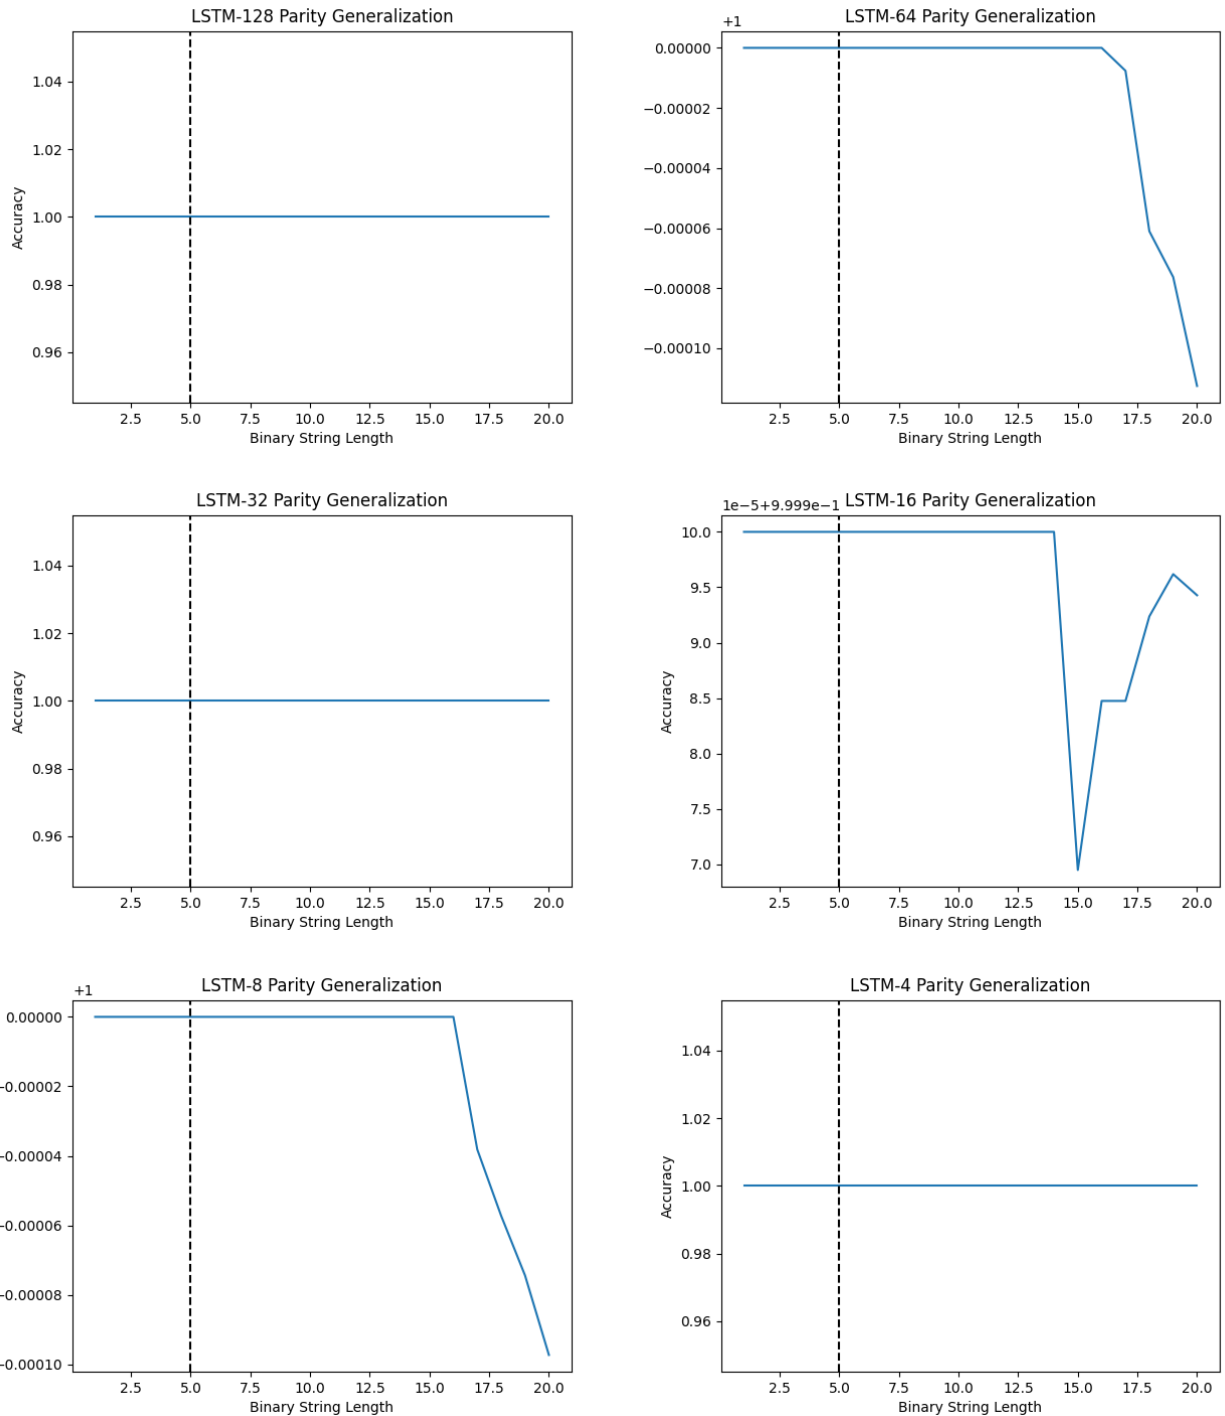 LSTM-128 Parity Generalization
1.04
1.02
1.00
0.98
0.96
Accuracy
2.5 5.0 7.5 10.0 12.5 15.0 17.5 20.0
Binary String Length
LSTM-64 Parity Generalization
+1
0.00000
−0.00002
−0.00004
−0.00006
−0.00008
−0.00010
2.5 5.0 7.5 10.0 12.5 15.0 17.5 20.0
Binary String Length
LSTM-32 Parity Generalization
1.04
1.02
1.00
0.98
0.96
Accuracy
2.5 5.0 7.5 10.0 12.5 15.0 17.5 20.0
Binary String Length
LSTM-16 Parity Generalization
1e−5+9.999e−1
10.0
9.5
9.0
8.5
8.0
7.5
7.0
Accuracy
2.5 5.0 7.5 10.0 12.5 15.0 17.5 20.0
Binary String Length
LSTM-8 Parity Generalization
+1
0.00000
−0.00002
−0.00004
−0.00006
−0.00008
−0.00010
2.5 5.0 7.5 10.0 12.5 15.0 17.5 20.0
Binary String Length
LSTM-4 Parity Generalization
1.04
1.02
1.00
0.98
0.96
Accuracy
2.5 5.0 7.5 10.0 12.5 15.0 17.5 20.0
Binary String Length